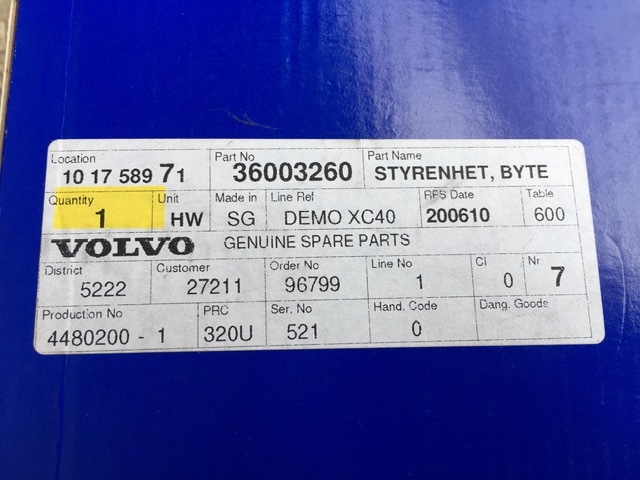 Location Part No Part Name
10 17 589 71 36003260 STYRENHET, BYTE
Quantity Unit Made in Line Ref RFS Date Table
1 HW SG DEMO XC40 200610 600
VOLVO GENUINE SPARE PARTS
District Customer Order No Line No CI Nr
5222 27211 96799 1 0 7
Production No PRC Ser. No Hand. Code Dang. Goods
4480200 - 1 320U 521 0